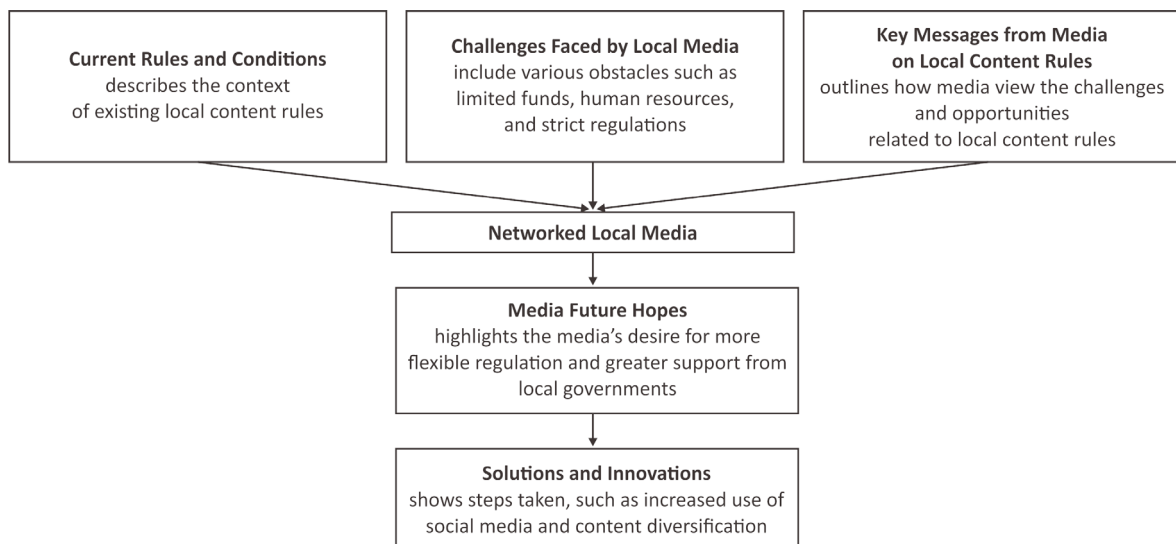 Current Rules and Conditions
describes the context
of existing local content rules
Challenges Faced by Local Media
include various obstacles such as
limited funds, human resources,
and strict regulations
Key Messages from Media
on Local Content Rules
outlines how media view the challenges
and opportunities
related to local content rules
Networked Local Media
Media Future Hopes
highlights the media’s desire for more
flexible regulation and greater support from
local governments
Solutions and Innovations
shows steps taken, such as increased use of
social media and content diversification